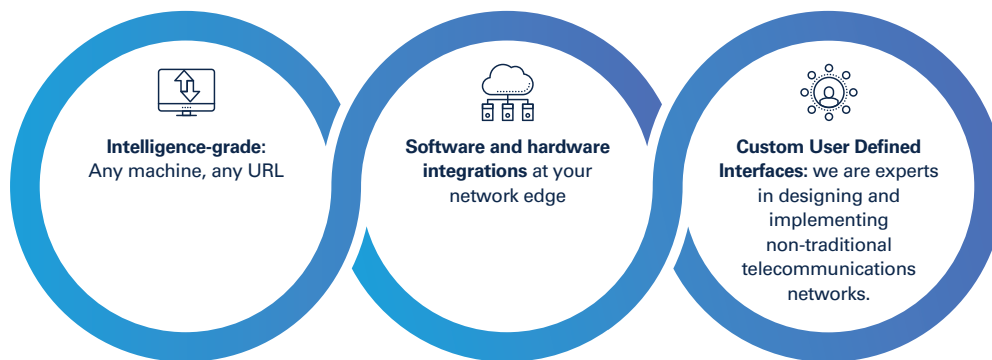 Intelligence-grade:
Any machine, any URL
Software and hardware
integrations at your
network edge
Custom User Defined
Interfaces: we are experts
in designing and
implementing
non-traditional
telecommunications
networks.